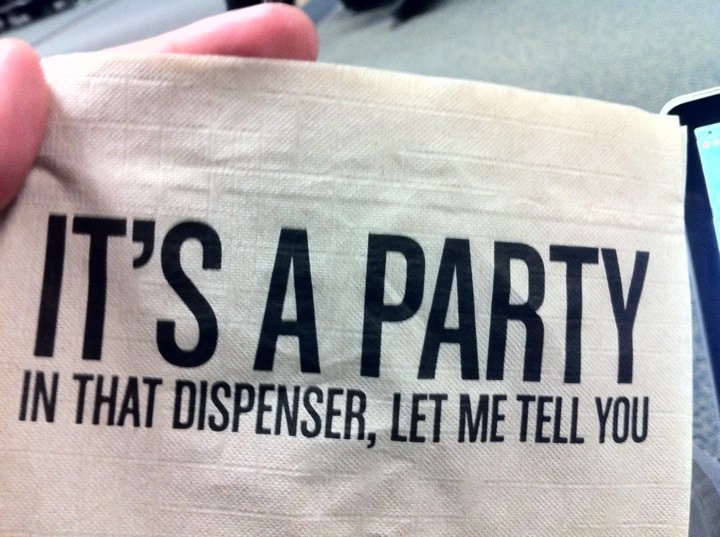 IT'S A PARTY
IN THAT DISPENSER, LET ME TELL YOU